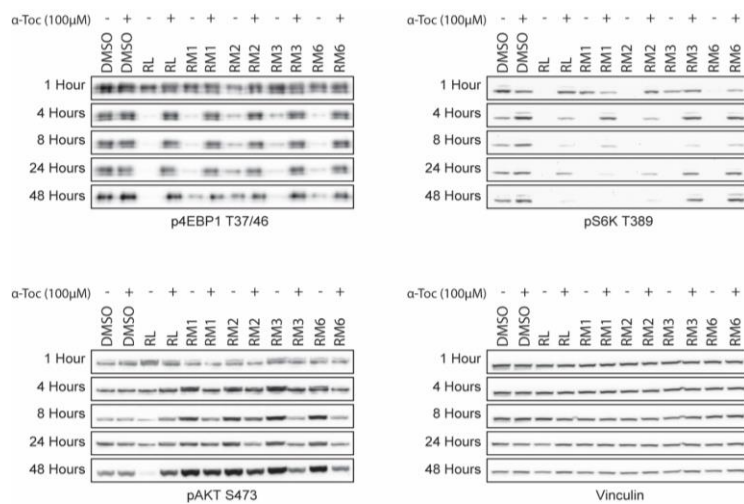 α-Toc (100μM) - + - + - + - + - + - +
DMSO DMSO RL RL RM1 RM1 RM2 RM2 RM3 RM3 RM6 RM6
1 Hour
4 Hours
8 Hours
24 Hours
48 Hours
p4EBP1 T37/46
α-Toc (100μM) - + - + - + - + - + - +
DMSO DMSO RL RL RM1 RM1 RM2 RM2 RM3 RM3 RM6 RM6
1 Hour
4 Hours
8 Hours
24 Hours
48 Hours
pS6K T389
α-Toc (100μM) - + - + - + - + - + - +
DMSO DMSO RL RL RM1 RM1 RM2 RM2 RM3 RM3 RM6 RM6
1 Hour
4 Hours
8 Hours
24 Hours
48 Hours
pAKT S473
α-Toc (100μM) - + - + - + - + - + - +
DMSO DMSO RL RL RM1 RM1 RM2 RM2 RM3 RM3 RM6 RM6
1 Hour
4 Hours
8 Hours
24 Hours
48 Hours
Vinculin